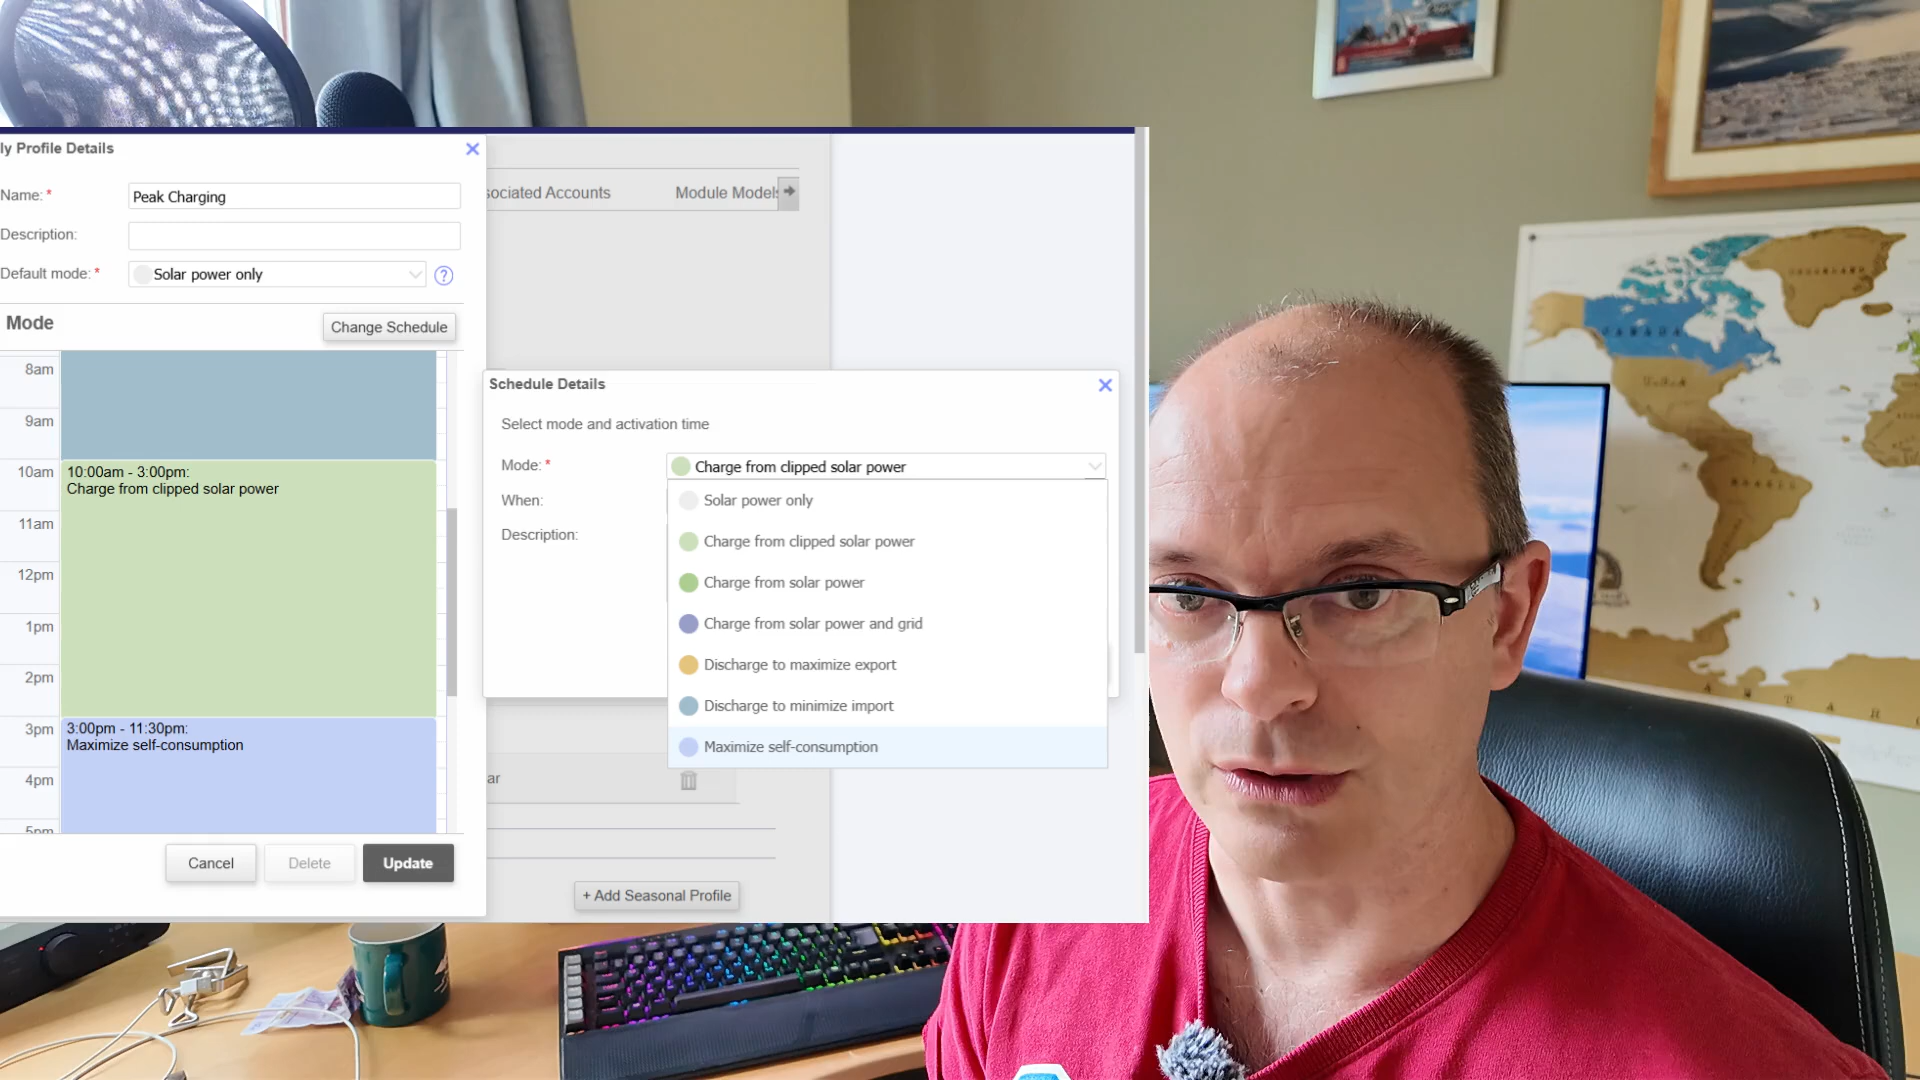 ly Profile Details
Name: *
Peak Charging
Description:
Default mode: *
Solar power only
?
Mode
Change Schedule
8am
9am
10am
10:00am - 3:00pm:
Charge from clipped solar power
11am
12pm
1pm
2pm
3pm
3:00pm - 11:30pm:
Maximize self-consumption
4pm
5pm
Cancel
Delete
Update
sociated Accounts
Module Models
Schedule Details
Select mode and activation time
Mode: *
Charge from clipped solar power
When:
Description:
Solar power only
Charge from clipped solar power
Charge from solar power
Charge from solar power and grid
Discharge to maximize export
Discharge to minimize import
Maximize self-consumption
ar
+ Add Seasonal Profile
CANADA